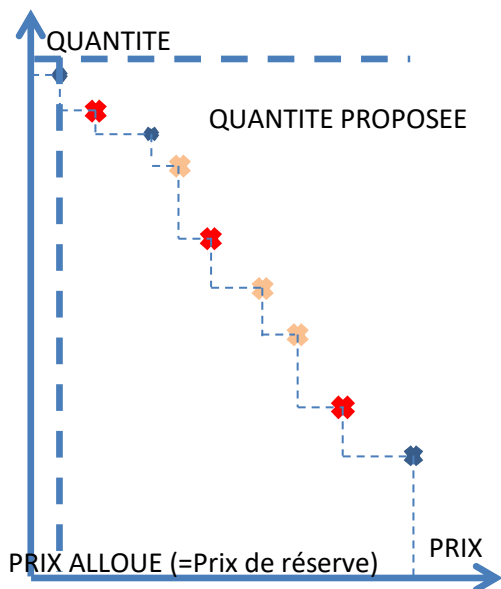 QUANTITE
QUANTITE PROPOSEE
PRIX
PRIX ALLOUE (=Prix de réserve)